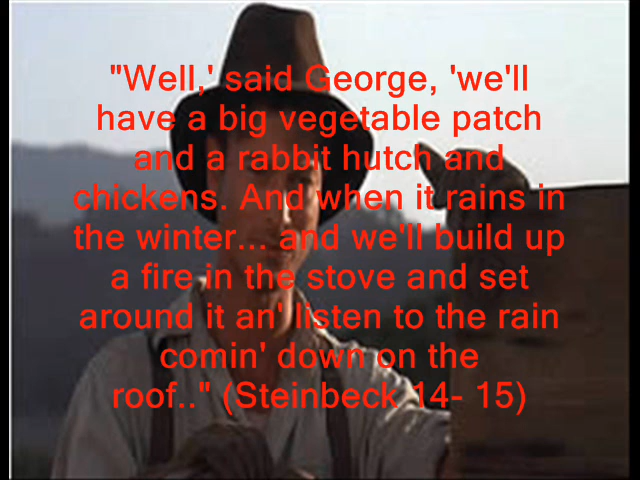 "Well,' said George, 'we'll
have a big vegetable patch
and a rabbit hutch and
chickens. And when it rains in
the winter... and we'll build up
a fire in the stove and set
around it an' listen to the rain
comin' down on the
roof.." (Steinbeck 14- 15)